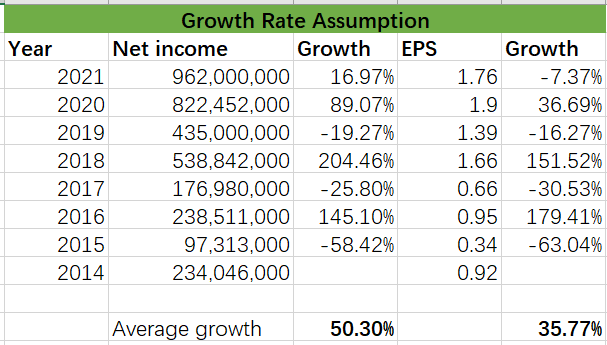 Growth Rate Assumption
Year Net income Growth EPS Growth
2021 962,000,000 16.97% 1.76 -7.37%
2020 822,452,000 89.07% 1.9 36.69%
2019 435,000,000 -19.27% 1.39 -16.27%
2018 538,842,000 204.46% 1.66 151.52%
2017 176,980,000 -25.80% 0.66 -30.53%
2016 238,511,000 145.10% 0.95 179.41%
2015 97,313,000 -58.42% 0.34 -63.04%
2014 234,046,000 0.92
Average growth 50.30% 35.77%